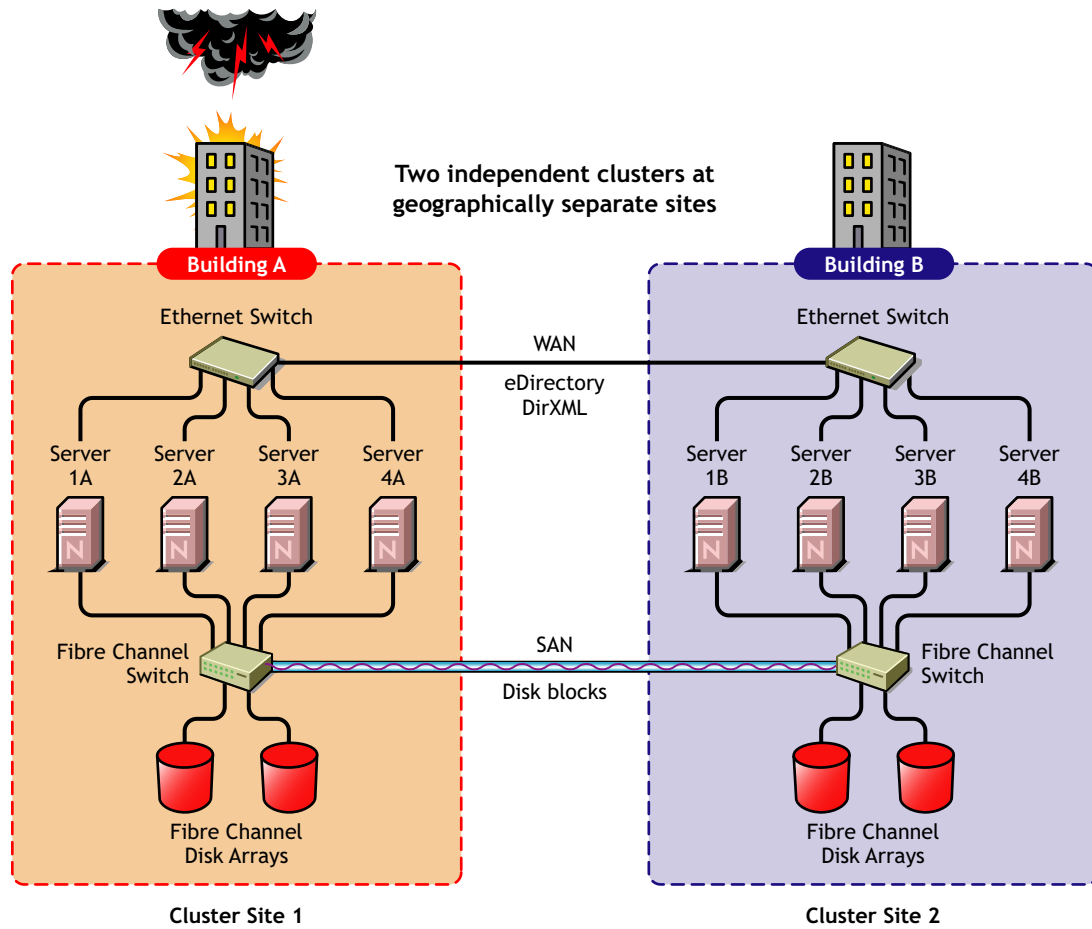 Two independent clusters at
geographically separate sites
Building A
Building B
Ethernet Switch
Ethernet Switch
WAN
eDirectory
DirXML
Server
1A
Server
2A
Server
3A
Server
4A
Server
1B
Server
2B
Server
3B
Server
4B
N
N
N
N
N
N
N
N
Fibre Channel
Switch
SAN
Disk blocks
Fibre Channel
Switch
Fibre Channel
Disk Arrays
Fibre Channel
Disk Arrays
Cluster Site 1
Cluster Site 2